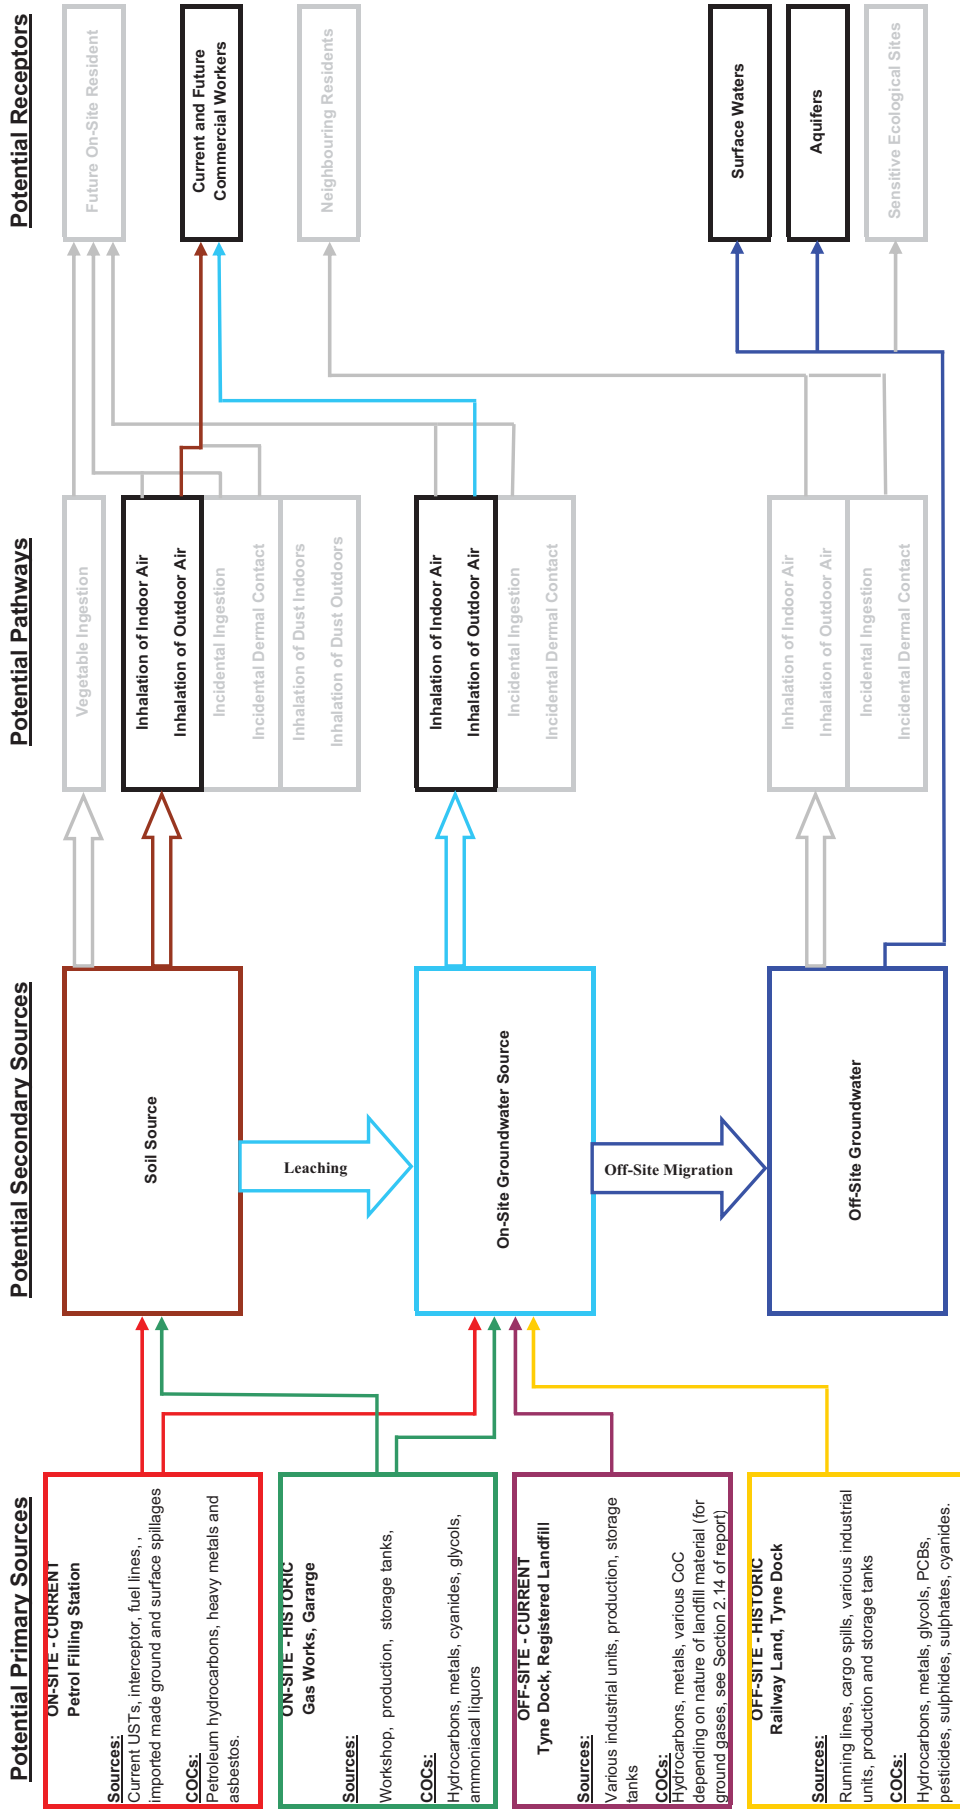 Potential Primary Sources
ON-SITE - CURRENT
Petrol Filling Station
Sources:
Current USTs, interceptor, fuel lines, ,
imported made ground and surface spillages
COCs:
Petroleum hydrocarbons, heavy metals and
asbestos.
ON-SITE - HISTORIC
Gas Works, Gargarge
Sources:
Workshop, production, storage tanks,
COCs:
Hydrocarbons, metals, cyanides, glycols,
ammoniacal liquors
OFF-SITE - CURRENT
Tyne Dock, Registered Landfill
Sources:
Various industrial units, production, storage
tanks
COCs:
Hydrocarbons, metals, various CoC
depending on nature of landfill material (for
ground gases, see Section 2.14 of report)
OFF-SITE - HISTORIC
Railway Land, Tyne Dock
Sources:
Running lines, cargo spills, various industrial
units, production and storage tanks
COCs:
Hydrocarbons, metals, glycols, PCBs,
pesticides, sulphides, sulphates, cyanides.
Potential Secondary Sources
Soil Source
Leaching
On-Site Groundwater Source
Off-Site Migration
Off-Site Groundwater
Potential Pathways
Vegetable Ingestion
Inhalation of Indoor Air
Inhalation of Outdoor Air
Incidental Ingestion
Incidental Dermal Contact
Inhalation of Dust Indoors
Inhalation of Dust Outdoors
Inhalation of Indoor Air
Inhalation of Outdoor Air
Incidental Ingestion
Incidental Dermal Contact
Inhalation of Indoor Air
Inhalation of Outdoor Air
Incidental Ingestion
Incidental Dermal Contact
Potential Receptors
Future On-Site Resident
Current and Future
Commercial Workers
Neighbouring Residents
Surface Waters
Aquifers
Sensitive Ecological Sites